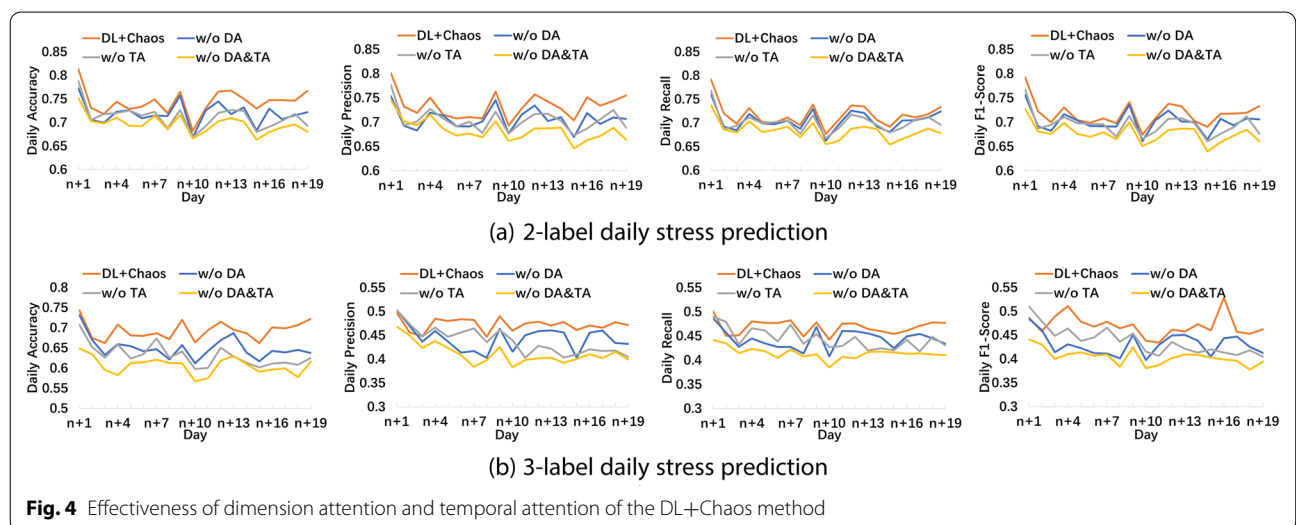 DL+Chaos w/o DA
w/o TA w/o DA&TA
Daily Accuracy
0.85
0.8
0.75
0.7
0.65
0.6
n+1 n+4 n+7 n+10 n+13 n+16 n+19
Day
DL+Chaos w/o DA
w/o TA w/o DA&TA
Daily Precision
0.85
0.8
0.75
0.7
0.65
0.6
n+1 n+4 n+7 n+10 n+13 n+16 n+19
Day
DL+Chaos w/o DA
w/o TA w/o DA&TA
Daily Recall
0.85
0.8
0.75
0.7
0.65
0.6
n+1 n+4 n+7 n+10 n+13 n+16 n+19
Day
DL+Chaos w/o DA
w/o TA w/o DA&TA
Daily F1-Score
0.85
0.8
0.75
0.7
0.65
0.6
n+1 n+4 n+7 n+10 n+13 n+16 n+19
Day
(a) 2-label daily stress prediction
DL+Chaos w/o DA
w/o TA w/o DA&TA
Daily Accuracy
0.8
0.75
0.7
0.65
0.6
0.55
0.5
n+1 n+4 n+7 n+10 n+13 n+16 n+19
Day
DL+Chaos w/o DA
w/o TA w/o DA&TA
Daily Precision
0.55
0.5
0.45
0.4
0.35
0.3
n+1 n+4 n+7 n+10 n+13 n+16 n+19
Day
DL+Chaos w/o DA
w/o TA w/o DA&TA
Daily Recall
0.55
0.5
0.45
0.4
0.35
0.3
n+1 n+4 n+7 n+10 n+13 n+16 n+19
Day
DL+Chaos w/o DA
w/o TA w/o DA&TA
Daily F1-Score
0.55
0.5
0.45
0.4
0.35
0.3
n+1 n+4 n+7 n+10 n+13 n+16 n+19
Day
(b) 3-label daily stress prediction
Fig. 4 Effectiveness of dimension attention and temporal attention of the DL+Chaos method